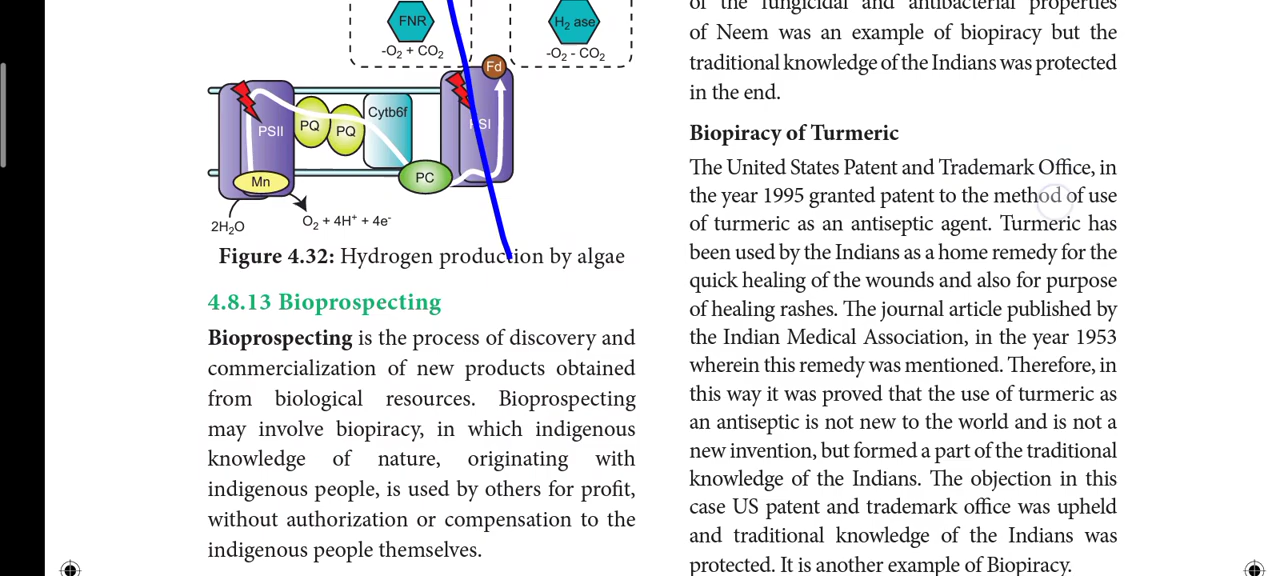 FNR
H2 ase
-O2 + CO2
-O2 - CO2
Fd
Cytb6f
PSII
PQ
PQ
PSI
PC
Mn
2H2O
O2 + 4H+ + 4e-
Figure 4.32: Hydrogen production by algae
4.8.13 Bioprospecting
Bioprospecting is the process of discovery and
commercialization of new products obtained
from biological resources. Bioprospecting
may involve biopiracy, in which indigenous
knowledge of nature, originating with
indigenous people, is used by others for profit,
without authorization or compensation to the
indigenous people themselves.
of the fungicidal and antibacterial properties
of Neem was an example of biopiracy but the
traditional knowledge of the Indians was protected
in the end.
Biopiracy of Turmeric
The United States Patent and Trademark Office, in
the year 1995 granted patent to the method of use
of turmeric as an antiseptic agent. Turmeric has
been used by the Indians as a home remedy for the
quick healing of the wounds and also for purpose
of healing rashes. The journal article published by
the Indian Medical Association, in the year 1953
wherein this remedy was mentioned. Therefore, in
this way it was proved that the use of turmeric as
an antiseptic is not new to the world and is not a
new invention, but formed a part of the traditional
knowledge of the Indians. The objection in this
case US patent and trademark office was upheld
and traditional knowledge of the Indians was
protected. It is another example of Biopiracy.